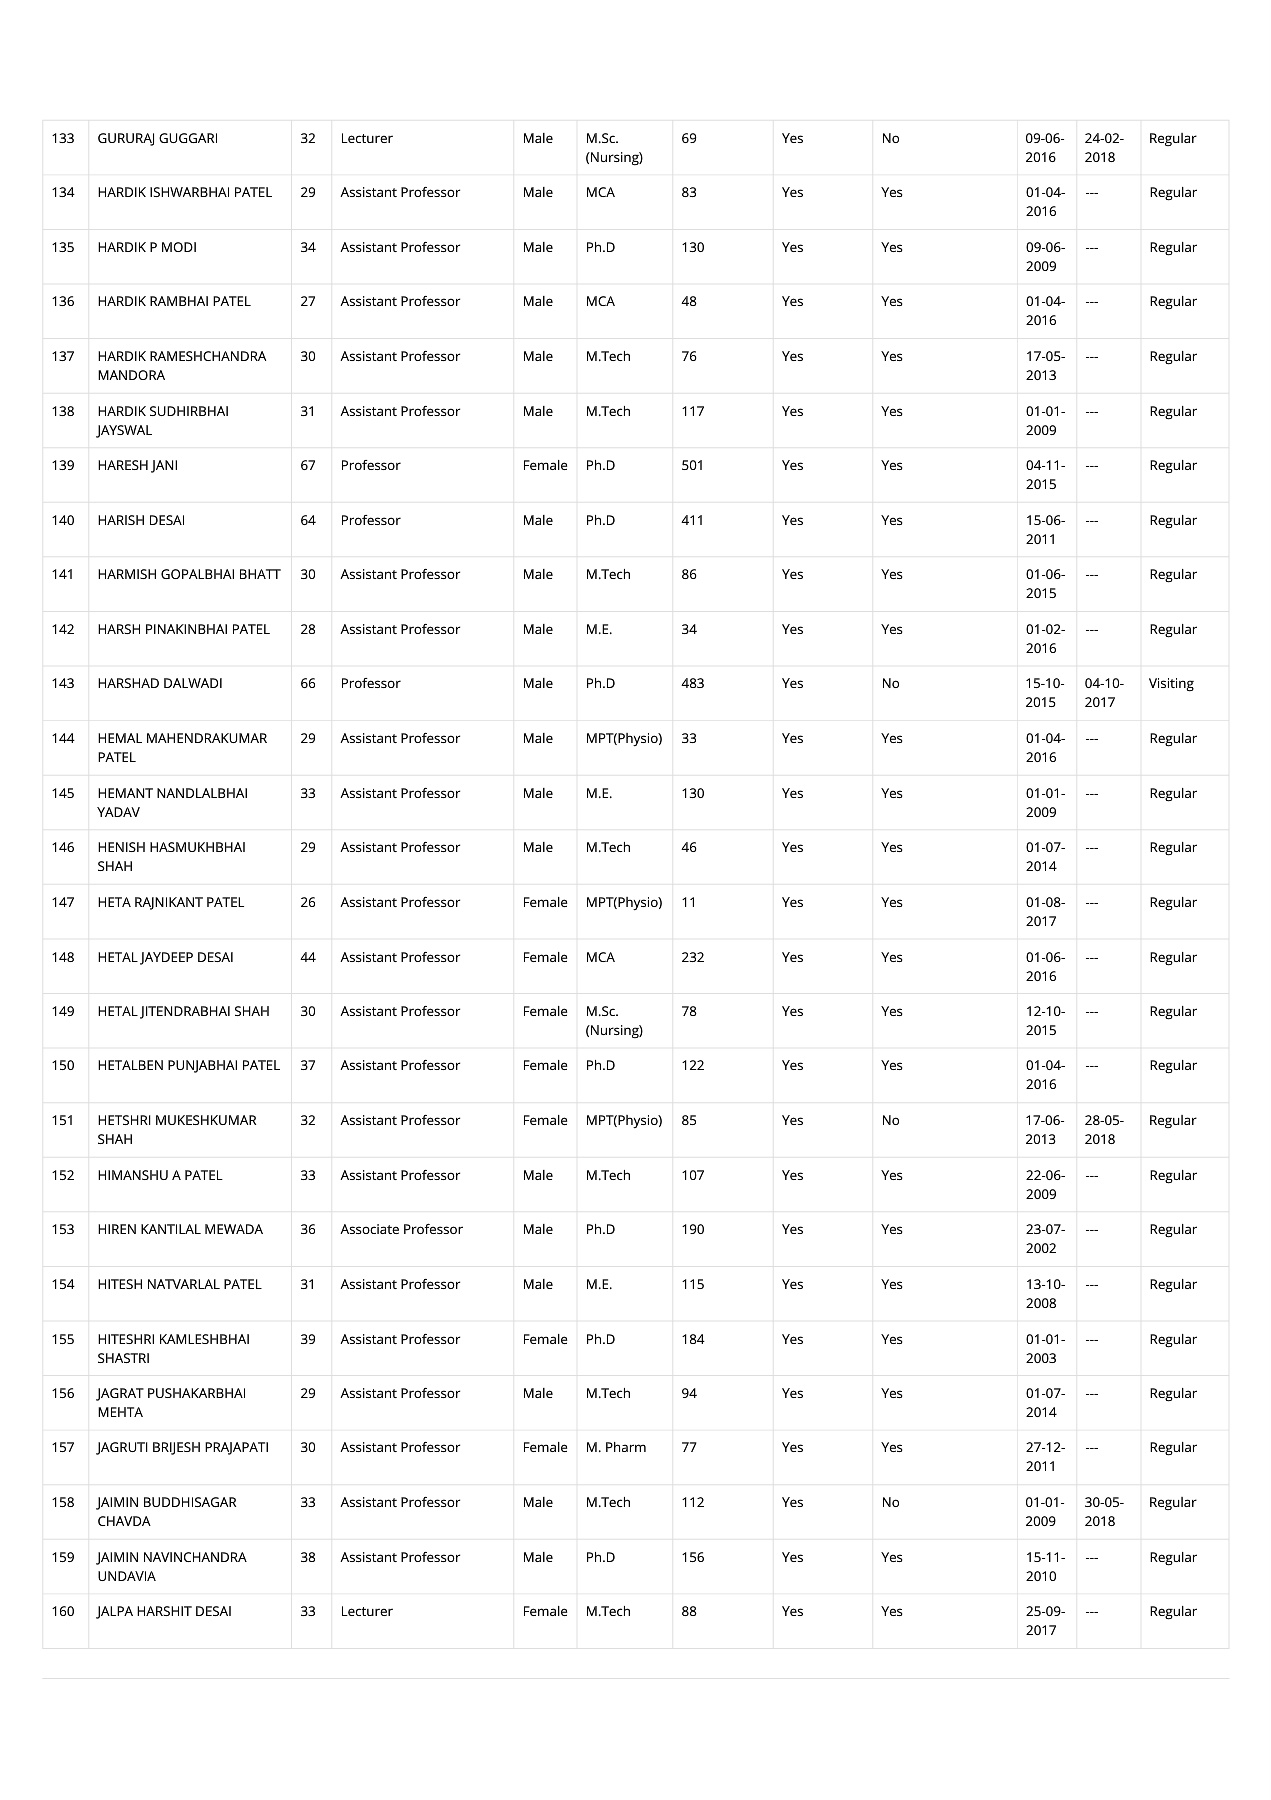 133 GURURAJ GUGGARI 32 Lecturer Male M.Sc. 69 Yes No 09-06- 24-02- Regular
(Nursing) 2016 2018
134 HARDIK ISHWARBHAI PATEL 29 Assistant Professor Male MCA 83 Yes Yes 01-04- --- Regular
2016
135 HARDIK P MODI 34 Assistant Professor Male Ph.D 130 Yes Yes 09-06- --- Regular
2009
136 HARDIK RAMBHAI PATEL 27 Assistant Professor Male MCA 48 Yes Yes 01-04- --- Regular
2016
137 HARDIK RAMESHCHANDRA 30 Assistant Professor Male M.Tech 76 Yes Yes 17-05- --- Regular
MANDORA 2013
138 HARDIK SUDHIRBHAI 31 Assistant Professor Male M.Tech 117 Yes Yes 01-01- --- Regular
JAYSWAL 2009
139 HARESH JANI 67 Professor Female Ph.D 501 Yes Yes 04-11- --- Regular
2015
140 HARISH DESAI 64 Professor Male Ph.D 411 Yes Yes 15-06- --- Regular
2011
141 HARMISH GOPALBHAI BHATT 30 Assistant Professor Male M.Tech 86 Yes Yes 01-06- --- Regular
2015
142 HARSH PINAKINBHAI PATEL 28 Assistant Professor Male M.E. 34 Yes Yes 01-02- --- Regular
2016
143 HARSHAD DALWADI 66 Professor Male Ph.D 483 Yes No 15-10- 04-10- Visiting
2015 2017
144 HEMAL MAHENDRAKUMAR 29 Assistant Professor Male MPT(Physio) 33 Yes Yes 01-04- --- Regular
PATEL 2016
145 HEMANT NANDLALBHAI 33 Assistant Professor Male M.E. 130 Yes Yes 01-01- --- Regular
YADAV 2009
146 HENISH HASMUKHBHAI 29 Assistant Professor Male M.Tech 46 Yes Yes 01-07- --- Regular
SHAH 2014
147 HETA RAJNIKANT PATEL 26 Assistant Professor Female MPT(Physio) 11 Yes Yes 01-08- --- Regular
2017
148 HETAL JAYDEEP DESAI 44 Assistant Professor Female MCA 232 Yes Yes 01-06- --- Regular
2016
149 HETAL JITENDRABHAI SHAH 30 Assistant Professor Female M.Sc. 78 Yes Yes 12-10- --- Regular
(Nursing) 2015
150 HETALBEN PUNJABHAI PATEL 37 Assistant Professor Female Ph.D 122 Yes Yes 01-04- --- Regular
2016
151 HETSHRI MUKESHKUMAR 32 Assistant Professor Female MPT(Physio) 85 Yes No 17-06- 28-05- Regular
SHAH 2013 2018
152 HIMANSHU A PATEL 33 Assistant Professor Male M.Tech 107 Yes Yes 22-06- --- Regular
2009
153 HIREN KANTILAL MEWADA 36 Associate Professor Male Ph.D 190 Yes Yes 23-07- --- Regular
2002
154 HITESH NATVARLAL PATEL 31 Assistant Professor Male M.E. 115 Yes Yes 13-10- --- Regular
2008
155 HITESHRI KAMLESHBHAI 39 Assistant Professor Female Ph.D 184 Yes Yes 01-01- --- Regular
SHASTRI 2003
156 JAGRAT PUSHAKARBHAI 29 Assistant Professor Male M.Tech 94 Yes Yes 01-07- --- Regular
MEHTA 2014
157 JAGRUTI BRIJESH PRAJAPATI 30 Assistant Professor Female M. Pharm 77 Yes Yes 27-12- --- Regular
2011
158 JAIMIN BUDDHISAGAR 33 Assistant Professor Male M.Tech 112 Yes No 01-01- 30-05- Regular
CHAVDA 2009 2018
159 JAIMIN NAVINCHANDRA 38 Assistant Professor Male Ph.D 156 Yes Yes 15-11- --- Regular
UNDAVIA 2010
160 JALPA HARSHIT DESAI 33 Lecturer Female M.Tech 88 Yes Yes 25-09- --- Regular
2017